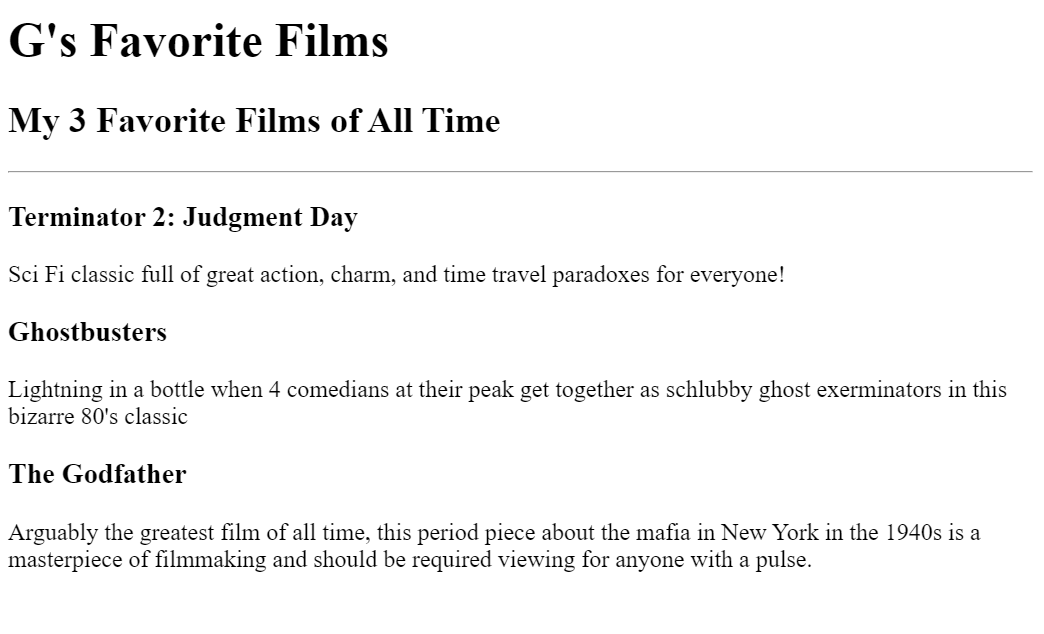 G's Favorite Films
My 3 Favorite Films of All Time
Terminator 2: Judgment Day
Sci Fi classic full of great action, charm, and time travel paradoxes for everyone!
Ghostbusters
Lightning in a bottle when 4 comedians at their peak get together as schlubby ghost exerminators in this
bizarre 80's classic
The Godfather
Arguably the greatest film of all time, this period piece about the mafia in New York in the 1940s is a
masterpiece of filmmaking and should be required viewing for anyone with a pulse.